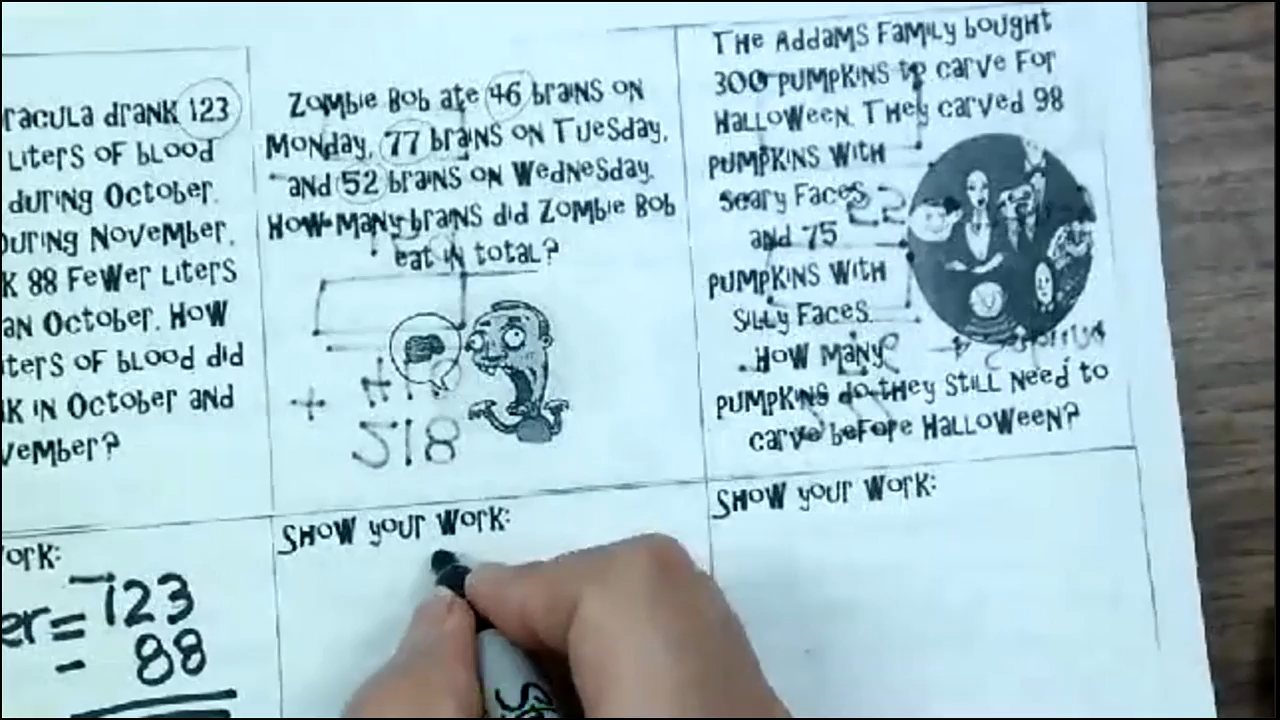 racula drank 123
Liters of blood
during October.
During November,
k 88 fewer liters
an October. How
ters of blood did
nk in October and
vember?
ork:
er= 123
- 88
Zombie Bob ate 46 brains on
Monday, 77 brains on Tuesday,
and 52 brains on Wednesday.
How many brains did Zombie Bob
eat in total?
+
518
Show your work:
The Addams Family bought
300 pumpkins to carve for
Halloween. They carved 98
pumpkins with
scary faces
and 75
pumpkins with
silly faces.
How many
pumpkins do they still need to
carve before Halloween?
Show your work: